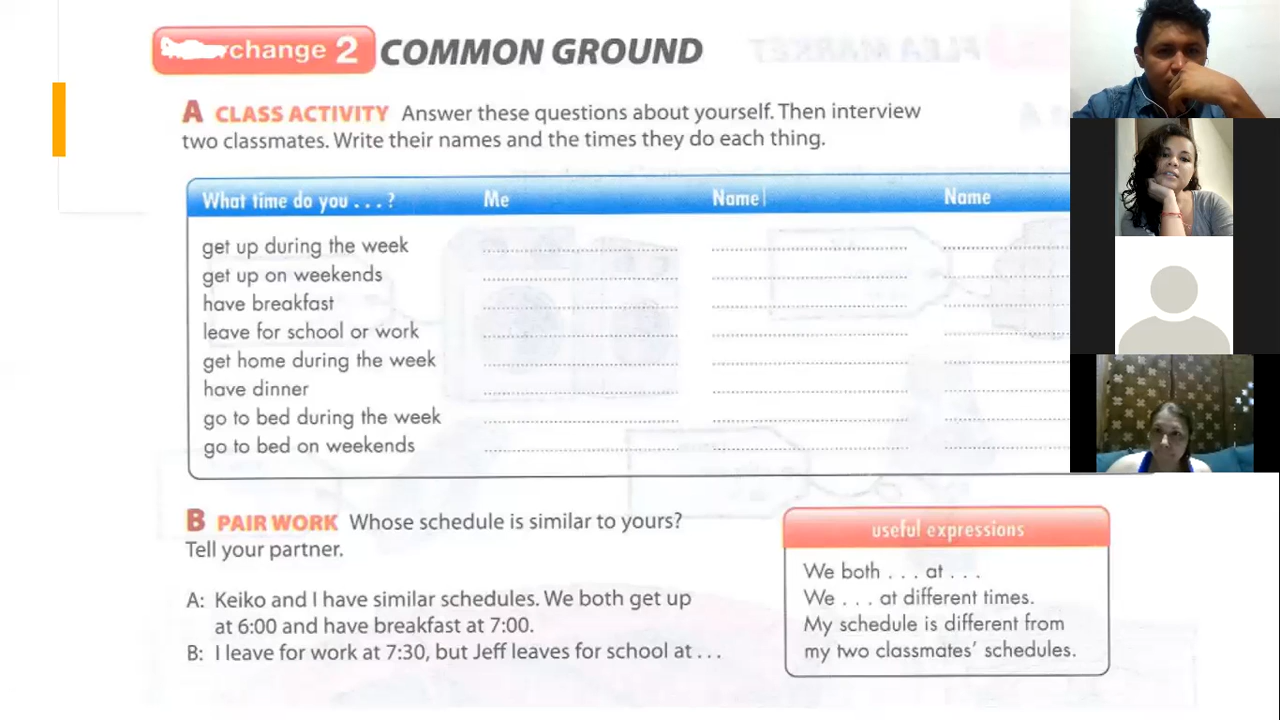 change 2 COMMON GROUND
FLEA MARKET
A CLASS ACTIVITY Answer these questions about yourself. Then interview
two classmates. Write their names and the times they do each thing.
What time do you . . . ? Me Name Name
get up during the week
get up on weekends
have breakfast
leave for school or work
get home during the week
have dinner
go to bed during the week
go to bed on weekends
B PAIR WORK Whose schedule is similar to yours?
Tell your partner.
A: Keiko and I have similar schedules. We both get up
at 6:00 and have breakfast at 7:00.
B: I leave for work at 7:30, but Jeff leaves for school at . . .
useful expressions
We both . . . at . . .
We . . . at different times.
My schedule is different from
my two classmates' schedules.